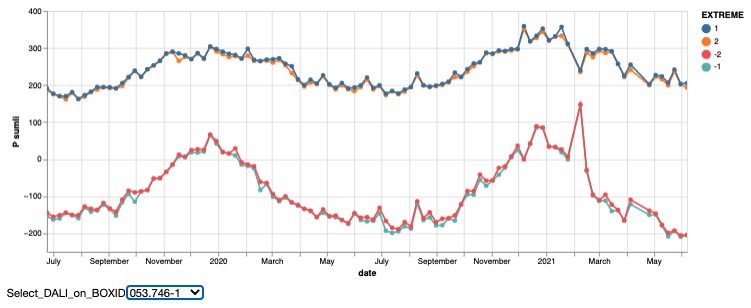 EXTREME
1
2
-2
-1
400
300
200
100
0
−100
−200
P sumli
July September November 2020 March May July September November 2021 March May
date
Select_DALI_on_BOXID 053.746-1